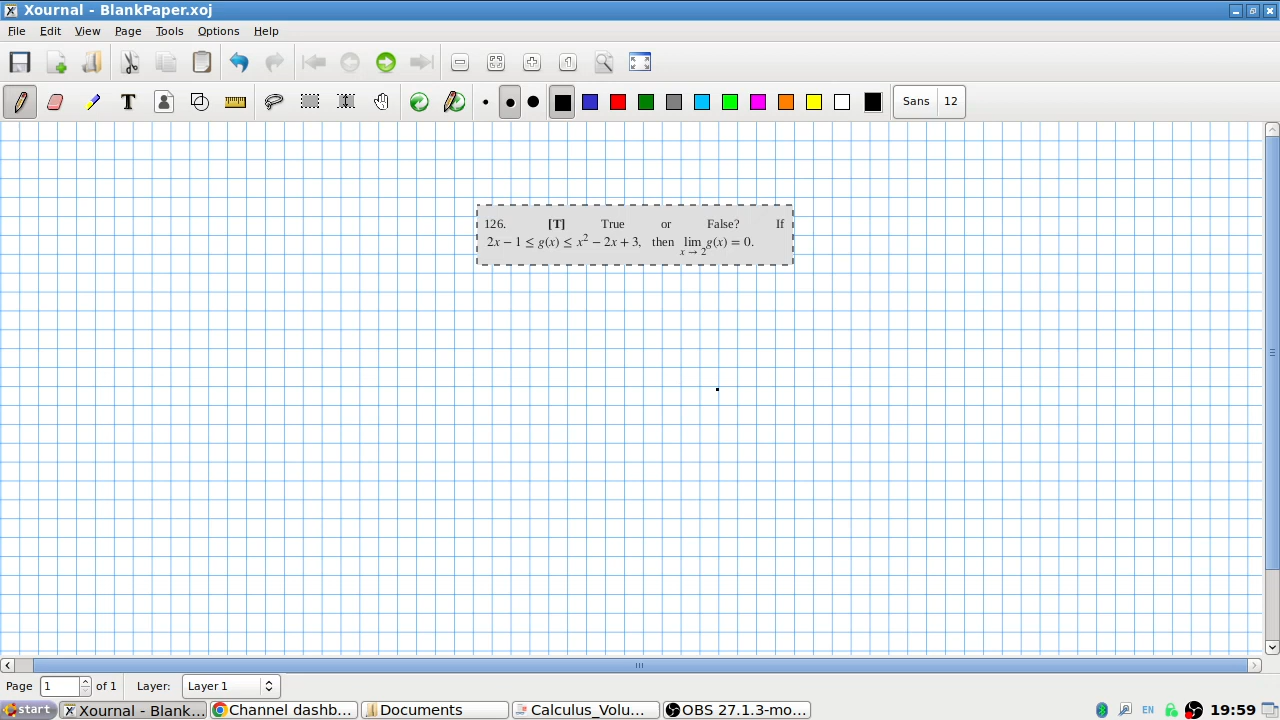 Xournal - BlankPaper.xoj
File Edit View Page Tools Options Help
Sans 12
126. [T] True or False? If
2x − 1 ≤ g(x) ≤ x² − 2x + 3, then lim g(x) = 0.
x → 2
Page 1 of 1 Layer: Layer 1
start Xournal - Blank... Channel dashb... Documents Calculus_Volu... OBS 27.1.3-mo... EN 19:59